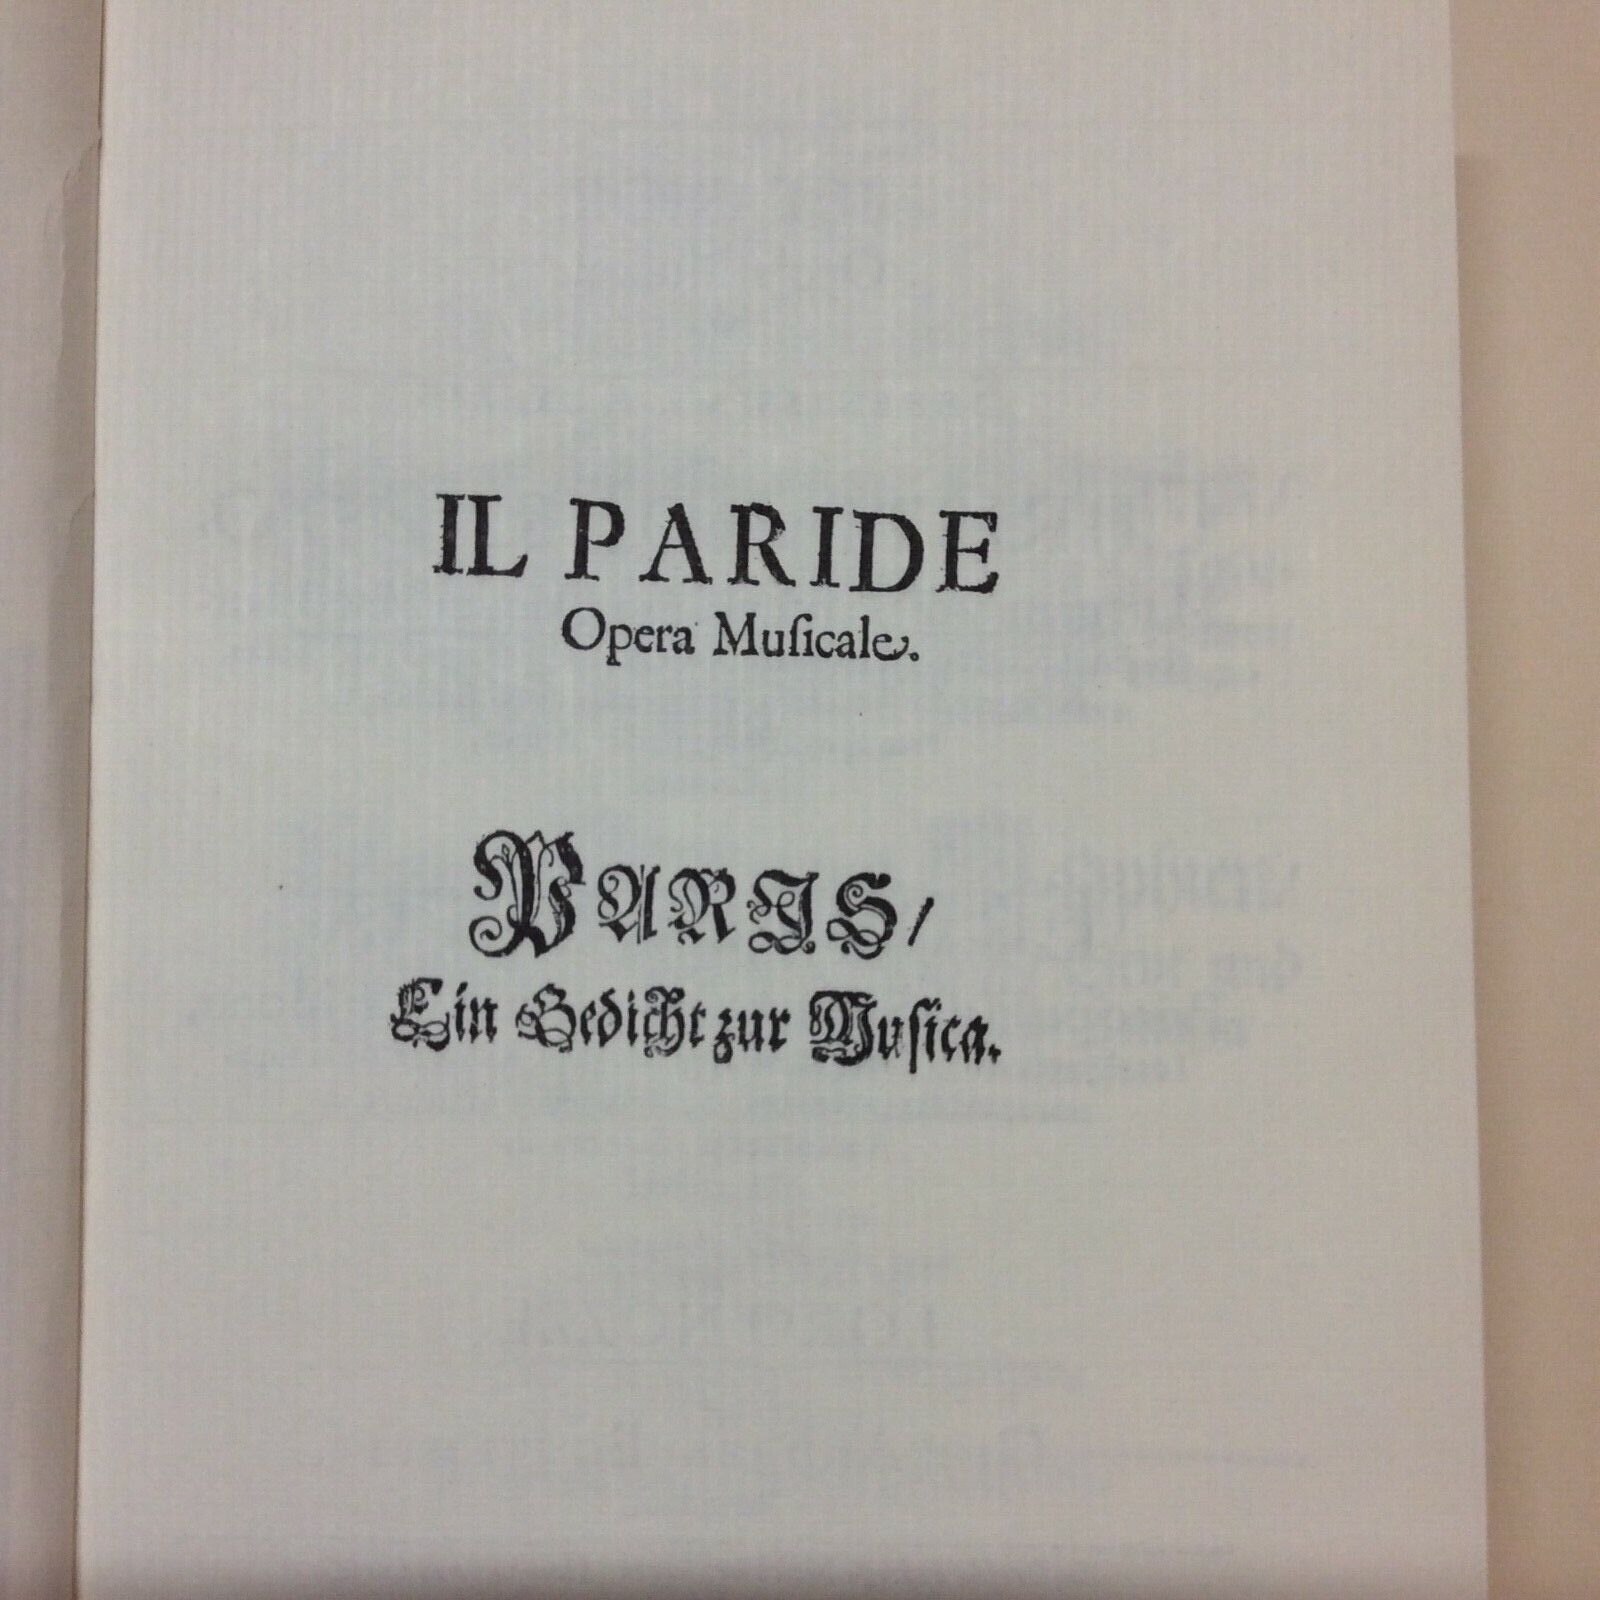 IL PARIDE
Opera Muſicale.
PARIS/
Ein Gedicht zur Muſica.